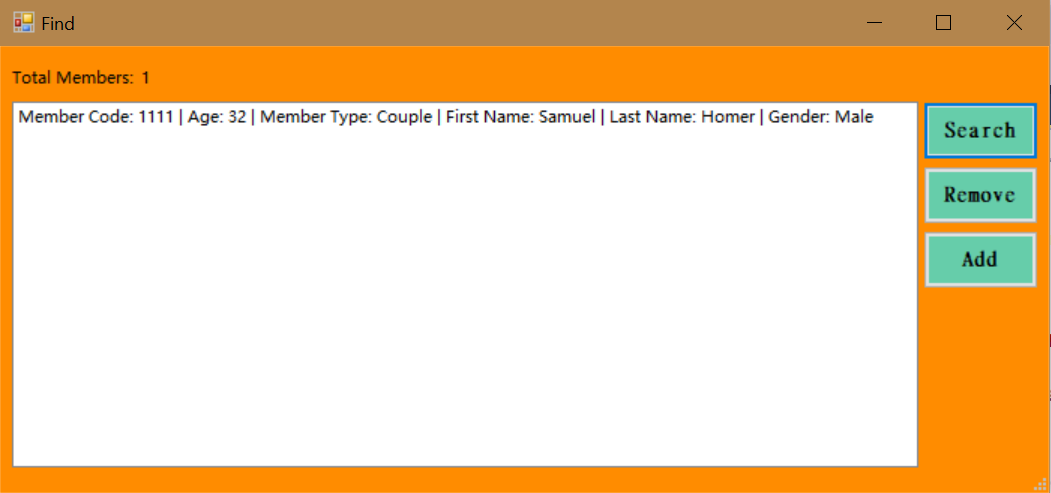 Find
Total Members: 1
Member Code: 1111 | Age: 32 | Member Type: Couple | First Name: Samuel | Last Name: Homer | Gender: Male
Search
Remove
Add